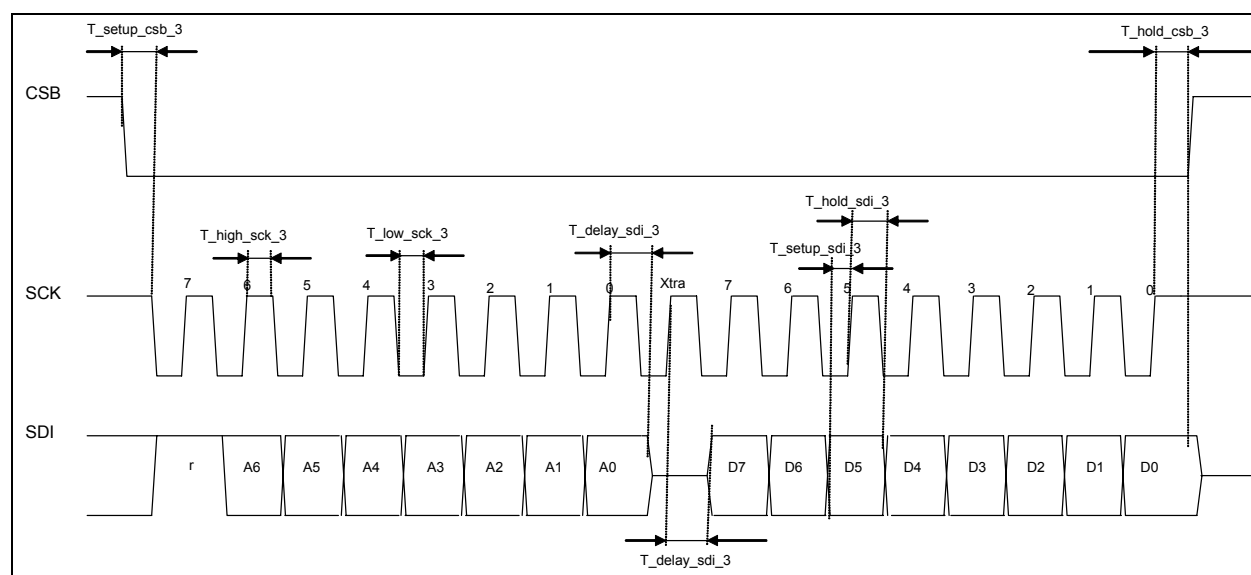 T_setup_csb_3
T_hold_csb_3
CSB
T_hold_sdi_3
T_high_sck_3
T_low_sck_3
T_delay_sdi_3
T_setup_sdi_3
SCK
7 6 5 4 3 2 1 0 Xtra 7 6 5 4 3 2 1 0
SDI
r A6 A5 A4 A3 A2 A1 A0 D7 D6 D5 D4 D3 D2 D1 D0
T_delay_sdi_3